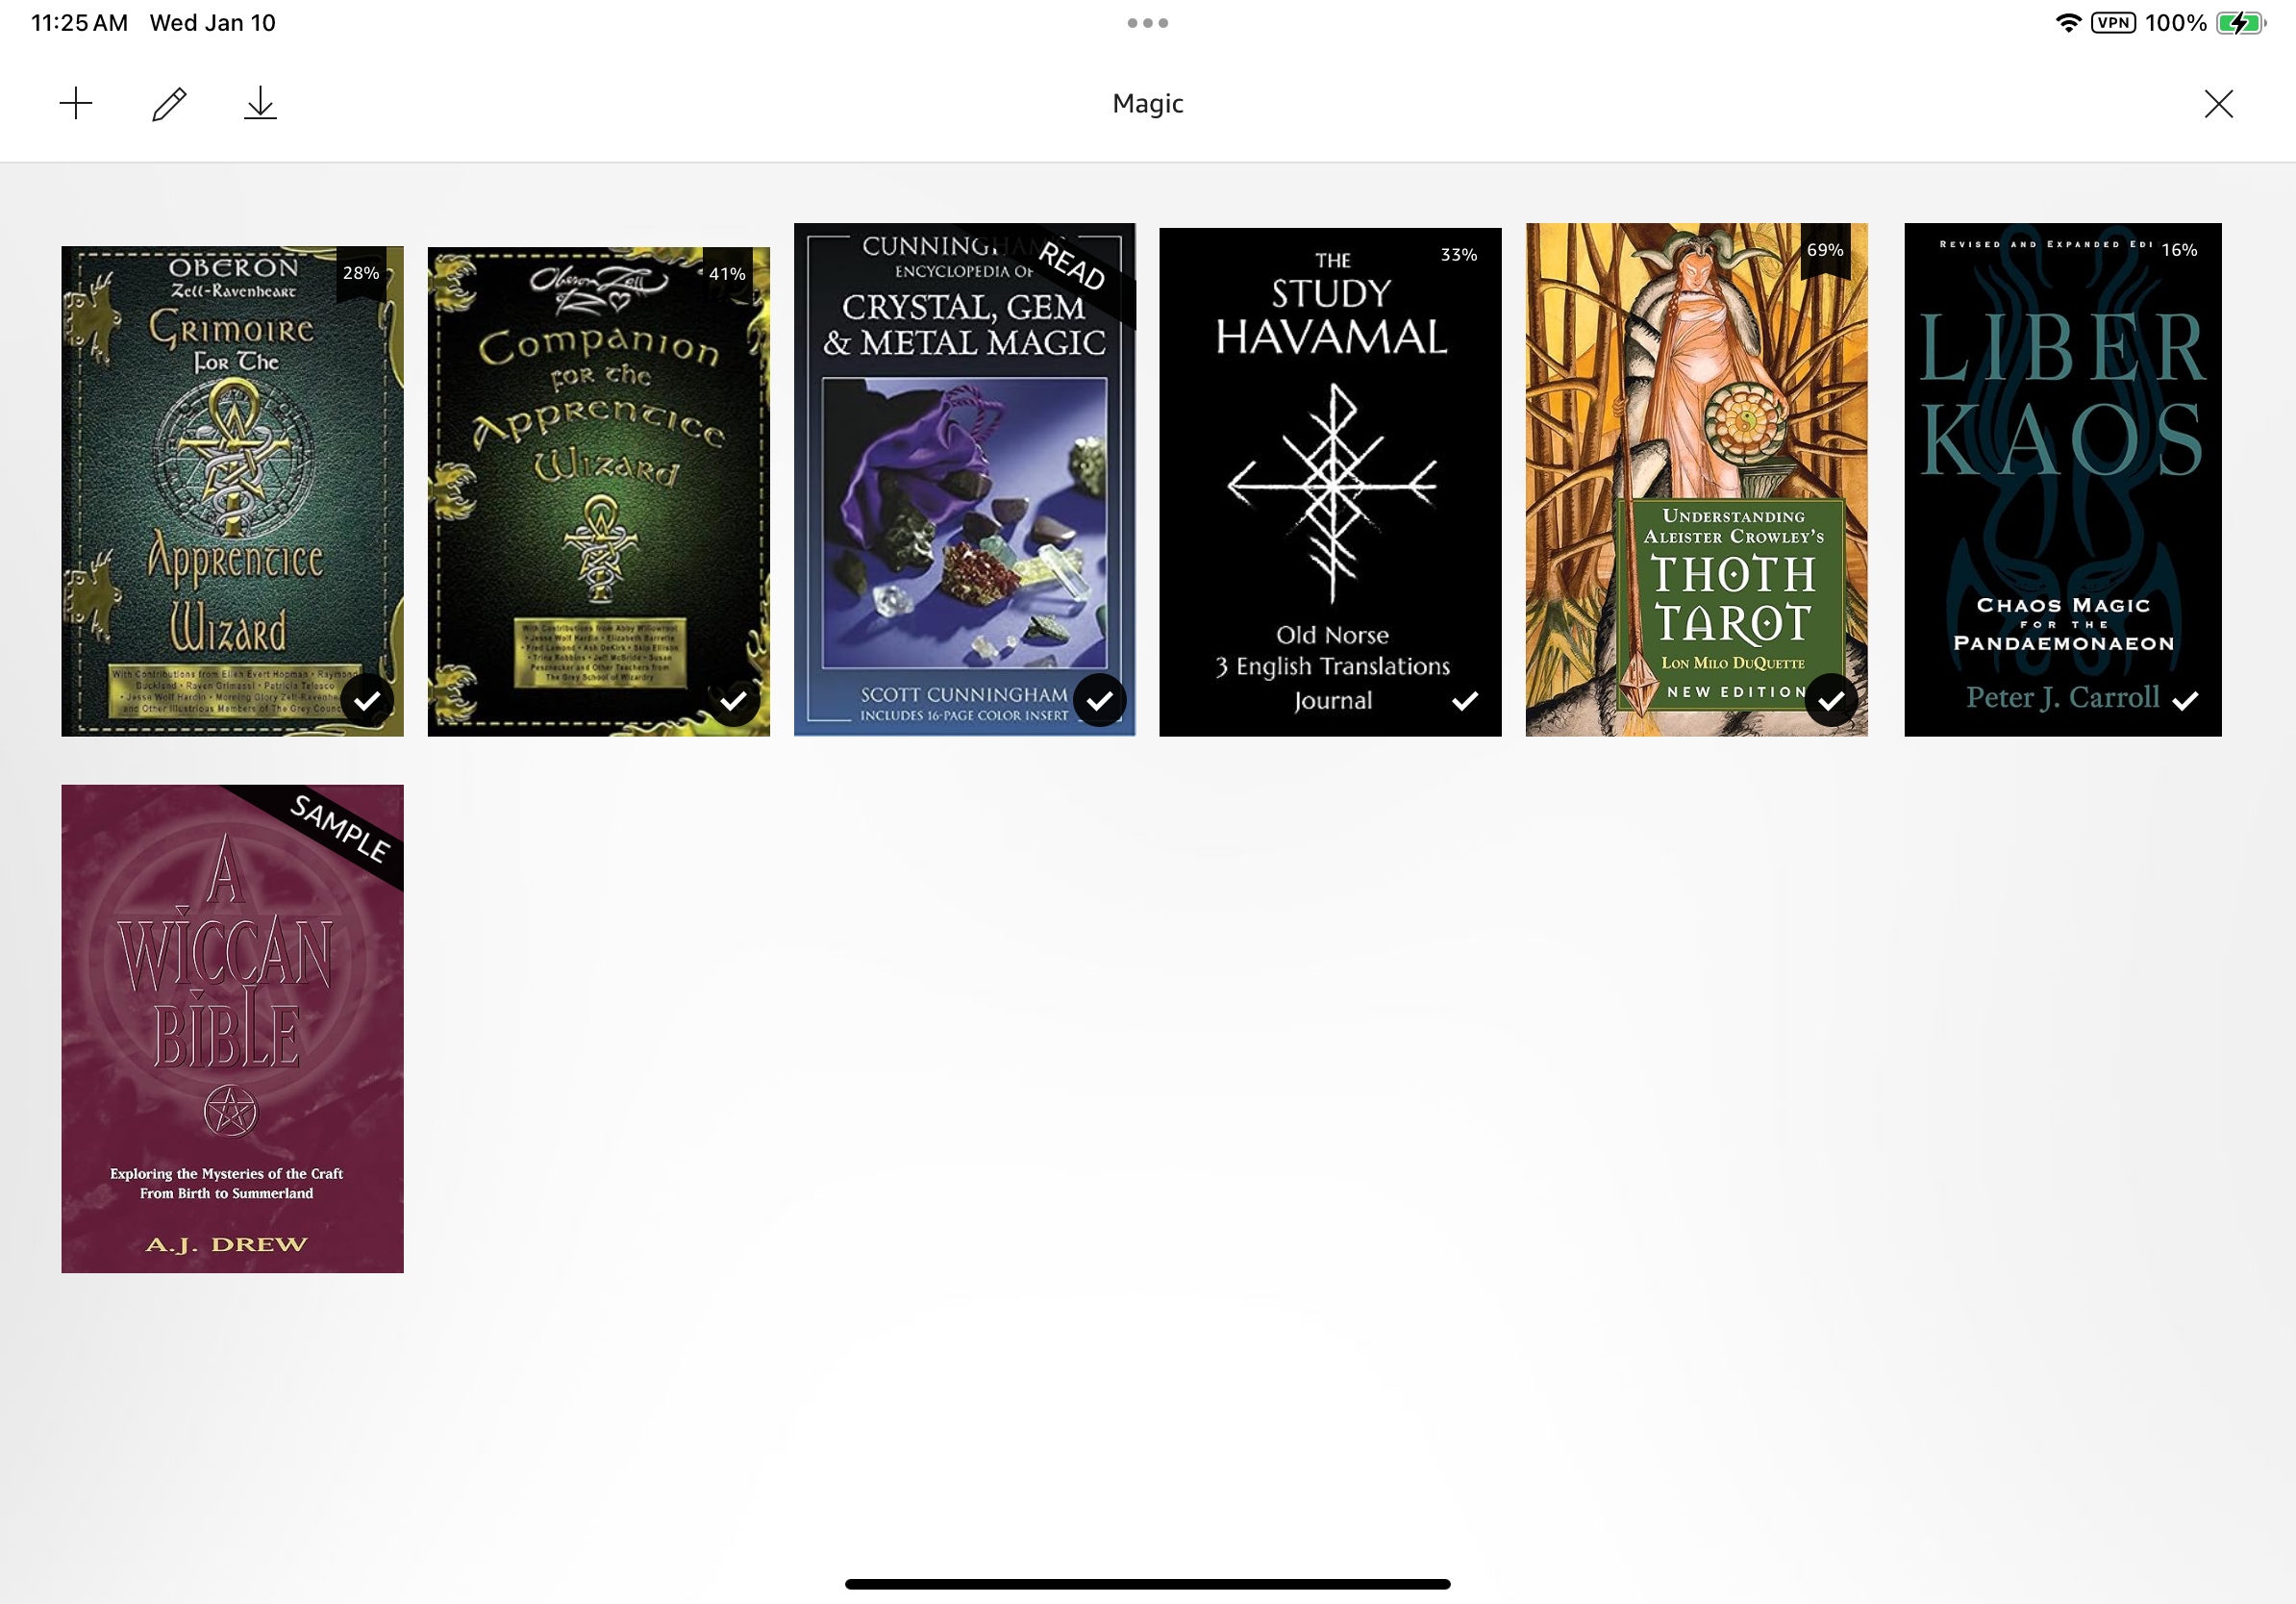 11:25 AM Wed Jan 10
VPN 100%
Magic
OBERON
Zell-Ravenheart
28%
GRIMOIRE
FOR THE
APPRENTICE
WIZARD
With Contributions from Ellen Evert Hopman • Raymond
Buckland • Raven Grimassi • Patricia Telesco
• Jesse Wolf Hardin • Morning Glory Zell-Ravenhe
and Other Illustrious Members of The Grey Counc
Oberon Zell
41%
COMPANION
FOR THE
APPRENTICE
WIZARD
With Contributions from Abby Willowroot
• Jesse Wolf Hardin • Elizabeth Barrette
• Fred Lamond • Ash DeKirk • Skip Ellison
• Trina Robbins • Jeff McBride • Susan
Pesznecker and Other Teachers from
The Grey School of Wizardry
CUNNINGHAM
READ
ENCYCLOPEDIA OF
CRYSTAL, GEM
& METAL MAGIC
SCOTT CUNNINGHAM
INCLUDES 16-PAGE COLOR INSERT
33%
THE
STUDY
HAVAMAL
Old Norse
3 English Translations
Journal
69%
UNDERSTANDING
ALEISTER CROWLEY'S
THOTH
TAROT
LON MILO DUQUETTE
NEW EDITION
REVISED AND EXPANDED EDI
16%
LIBER
KAOS
CHAOS MAGIC
FOR THE
PANDAEMONAEON
Peter J. Carroll
SAMPLE
A
WICCAN
BIBLE
Exploring the Mysteries of the Craft
From Birth to Summerland
A.J. DREW